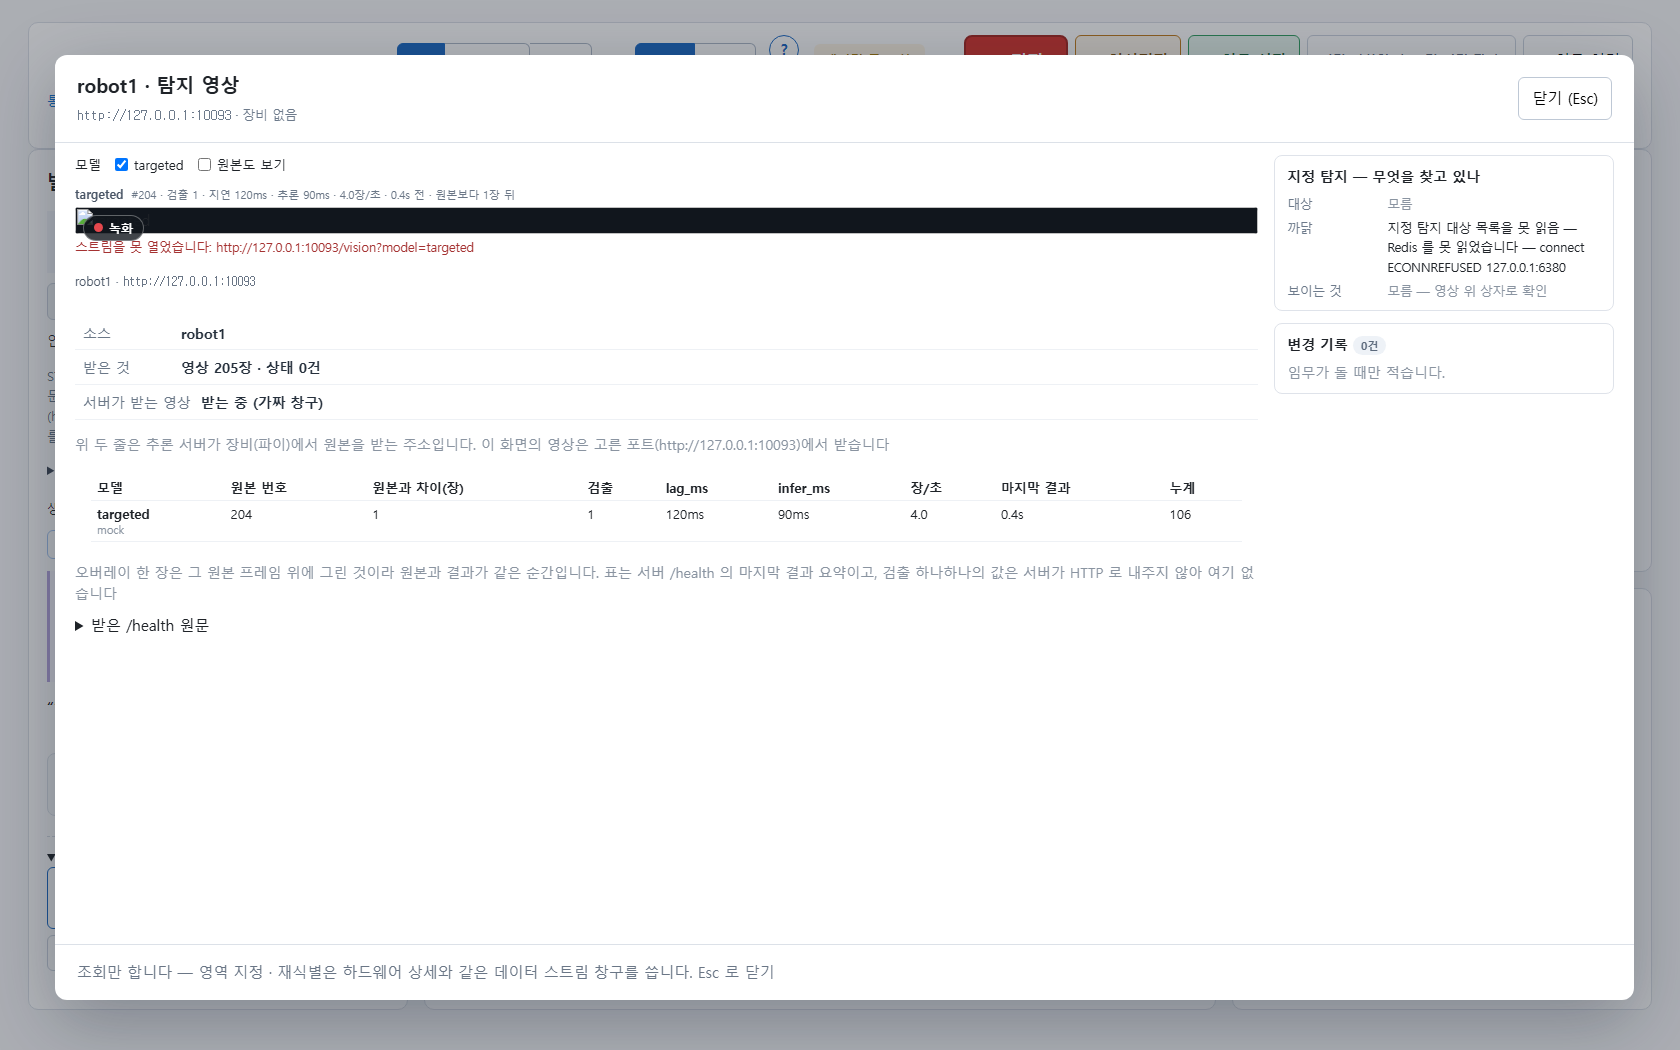 robot1 · 탐지 영상
http://127.0.0.1:10093 · 장비 없음
닫기 (Esc)
모델 targeted 원본도 보기
targeted #204 · 검출 1 · 지연 120ms · 추론 90ms · 4.0장/초 · 0.4s 전 · 원본보다 1장 뒤
녹화
스트림을 못 열었습니다: http://127.0.0.1:10093/vision?model=targeted
robot1 · http://127.0.0.1:10093
소스 robot1
받은 것 영상 205장 · 상태 0건
서버가 받는 영상 받는 중 (가짜 창구)
위 두 줄은 추론 서버가 장비(파이)에서 원본을 받는 주소입니다. 이 화면의 영상은 고른 포트(http://127.0.0.1:10093)에서 받습니다
모델 원본 번호 원본과 차이(장) 검출 lag_ms infer_ms 장/초 마지막 결과 누계
targeted 204 1 1 120ms 90ms 4.0 0.4s 106
mock
오버레이 한 장은 그 원본 프레임 위에 그린 것이라 원본과 결과가 같은 순간입니다. 표는 서버 /health 의 마지막 결과 요약이고, 검출 하나하나의 값은 서버가 HTTP 로 내주지 않아 여기 없
습니다
▶ 받은 /health 원문
지정 탐지 — 무엇을 찾고 있나
대상 모름
까닭 지정 탐지 대상 목록을 못 읽음 —
Redis 를 못 읽었습니다 — connect
ECONNREFUSED 127.0.0.1:6380
보이는 것 모름 — 영상 위 상자로 확인
변경 기록 0건
임무가 돌 때만 적습니다.
조회만 합니다 — 영역 지정 · 재식별은 하드웨어 상세와 같은 데이터 스트림 창구를 씁니다. Esc 로 닫기